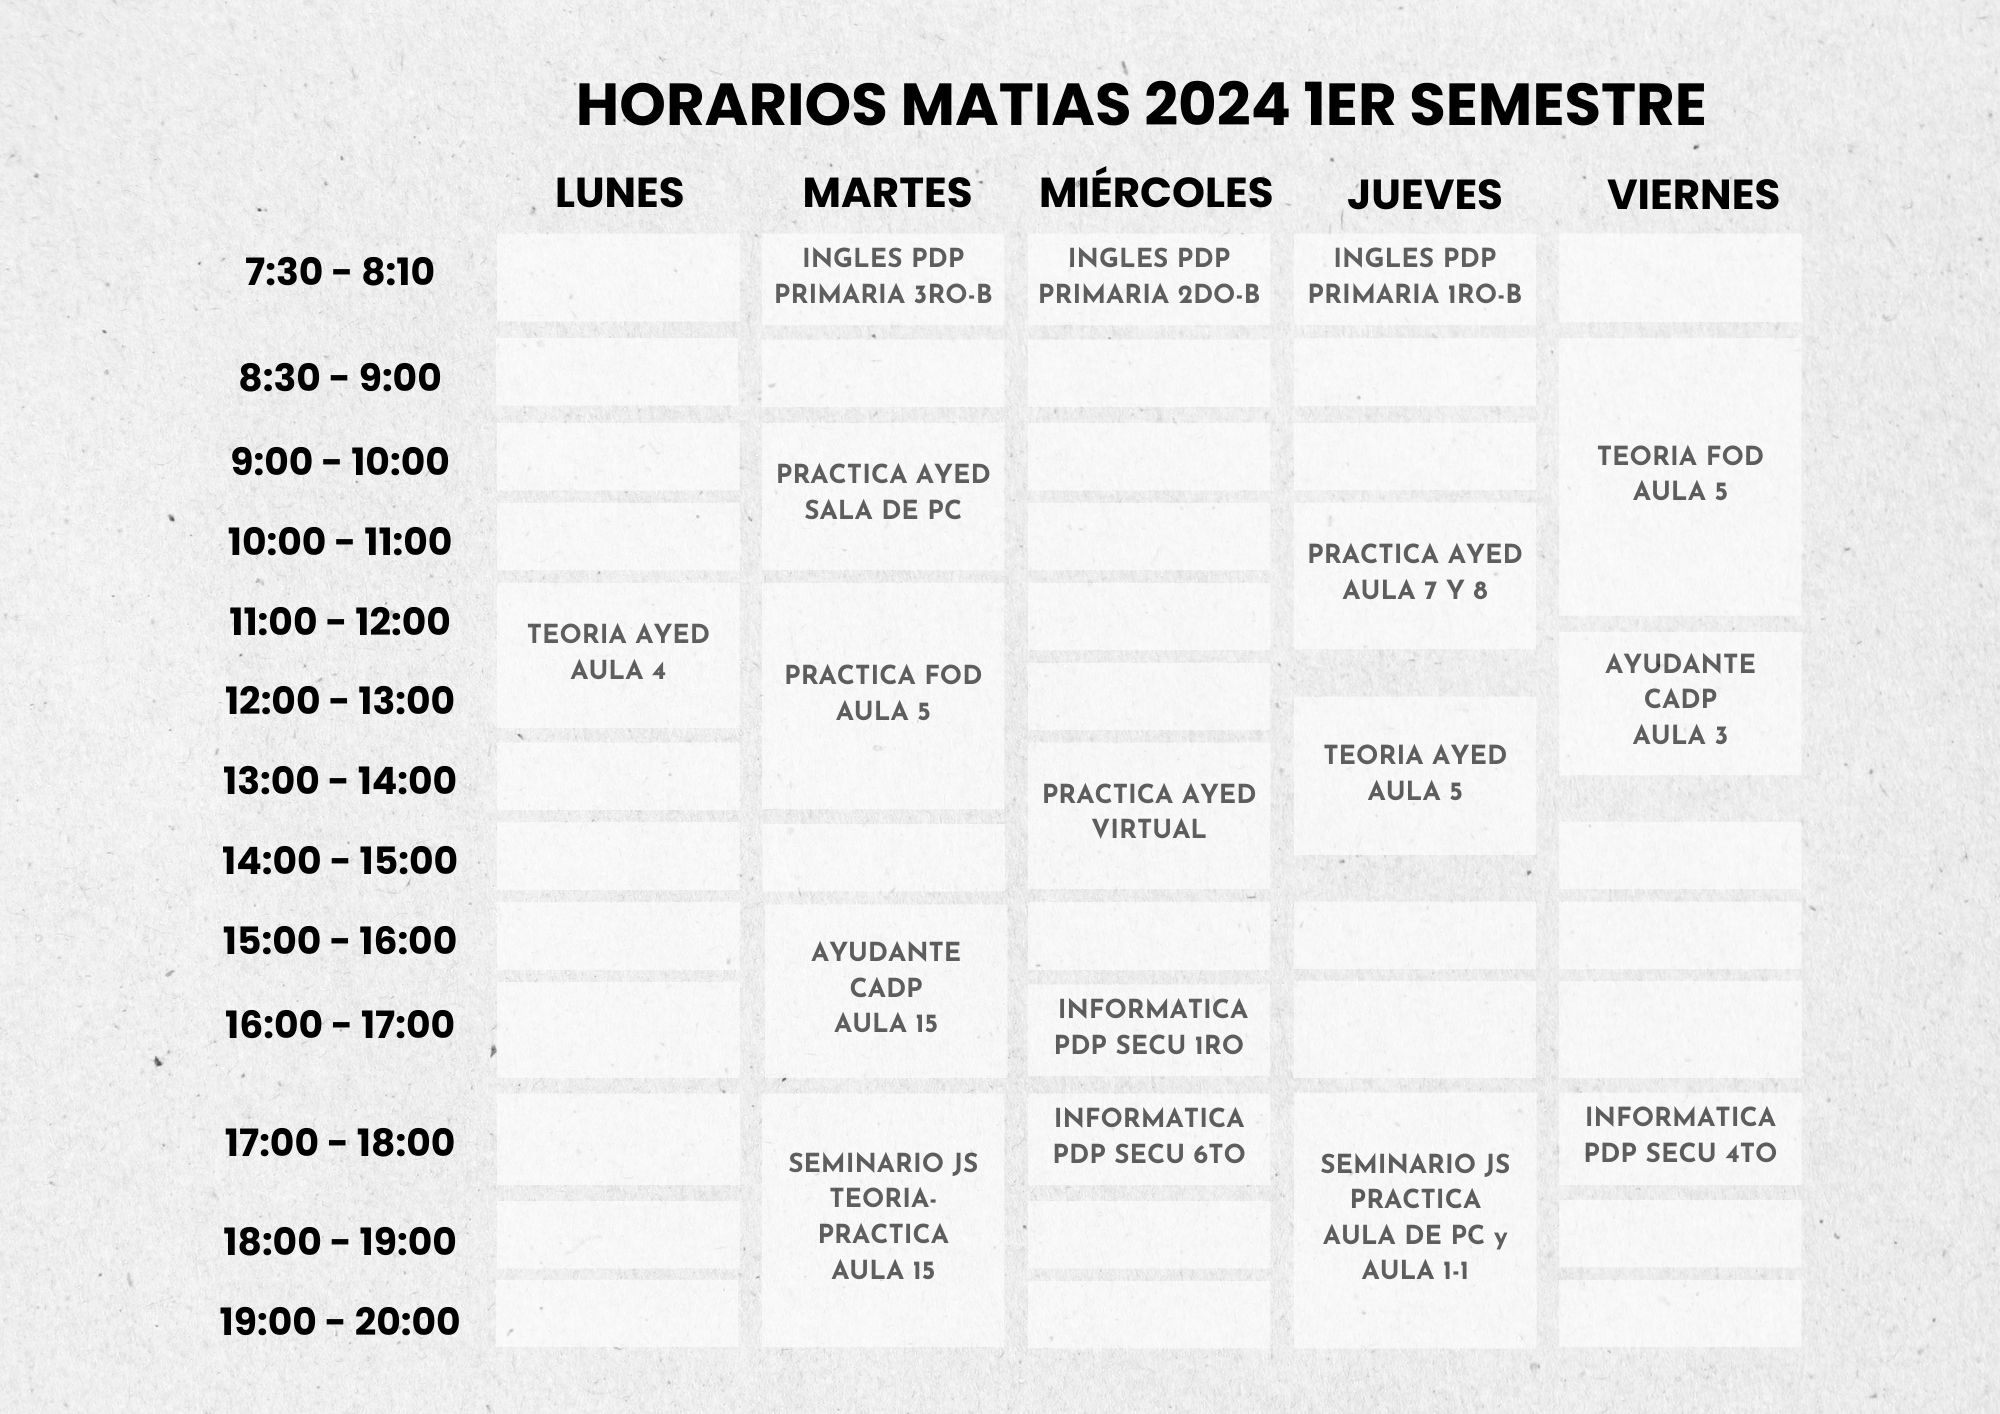 HORARIOS MATIAS 2024 1ER SEMESTRE
LUNES MARTES MIÉRCOLES JUEVES VIERNES
7:30 - 8:10
INGLES PDP
PRIMARIA 3RO-B
INGLES PDP
PRIMARIA 2DO-B
INGLES PDP
PRIMARIA 1RO-B
8:30 - 9:00
9:00 - 10:00
PRACTICA AYED
SALA DE PC
TEORIA FOD
AULA 5
10:00 - 11:00
PRACTICA AYED
AULA 7 Y 8
11:00 - 12:00
TEORIA AYED
AULA 4
PRACTICA FOD
AULA 5
AYUDANTE
CADP
AULA 3
12:00 - 13:00
TEORIA AYED
AULA 5
13:00 - 14:00
PRACTICA AYED
VIRTUAL
14:00 - 15:00
15:00 - 16:00
AYUDANTE
CADP
AULA 15
16:00 - 17:00
INFORMATICA
PDP SECU 1RO
17:00 - 18:00
SEMINARIO JS
TEORIA-
PRACTICA
AULA 15
INFORMATICA
PDP SECU 6TO
SEMINARIO JS
PRACTICA
AULA DE PC y
AULA 1-1
INFORMATICA
PDP SECU 4TO
18:00 - 19:00
19:00 - 20:00